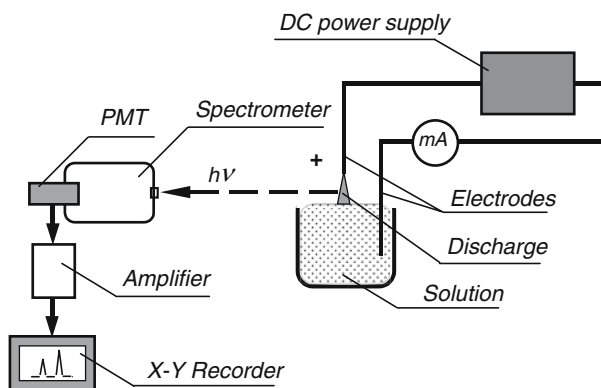 DC power supply
Spectrometer
PMT
mA
+
hν
Electrodes
Discharge
Amplifier
Solution
X-Y Recorder